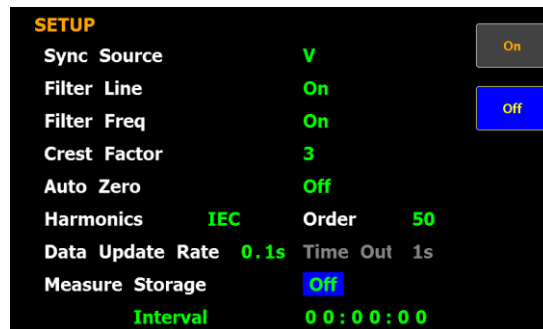 SETUP
Sync Source V
Filter Line On
Filter Freq On
Crest Factor 3
Auto Zero Off
Harmonics IEC Order 50
Data Update Rate 0.1s Time Out 1s
Measure Storage Off
Interval 00:00:00
On
Off